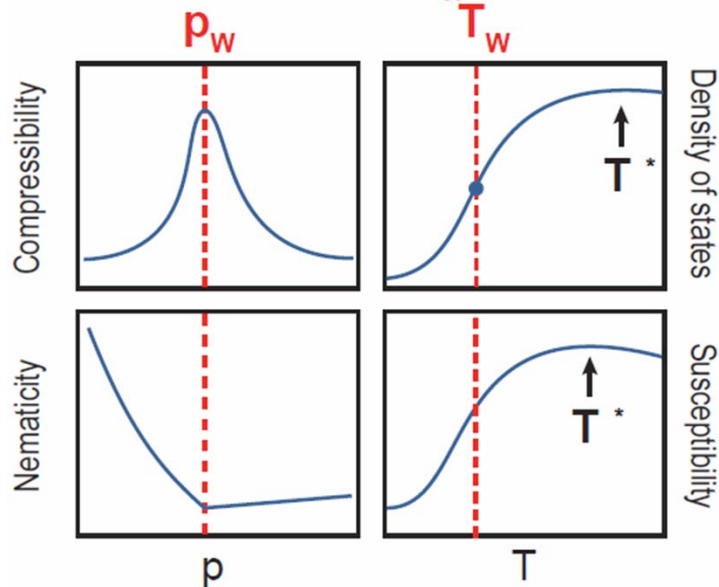 pW
TW
Compressibility
Density of states
T *
Nematicity
Susceptibility
T *
p
T